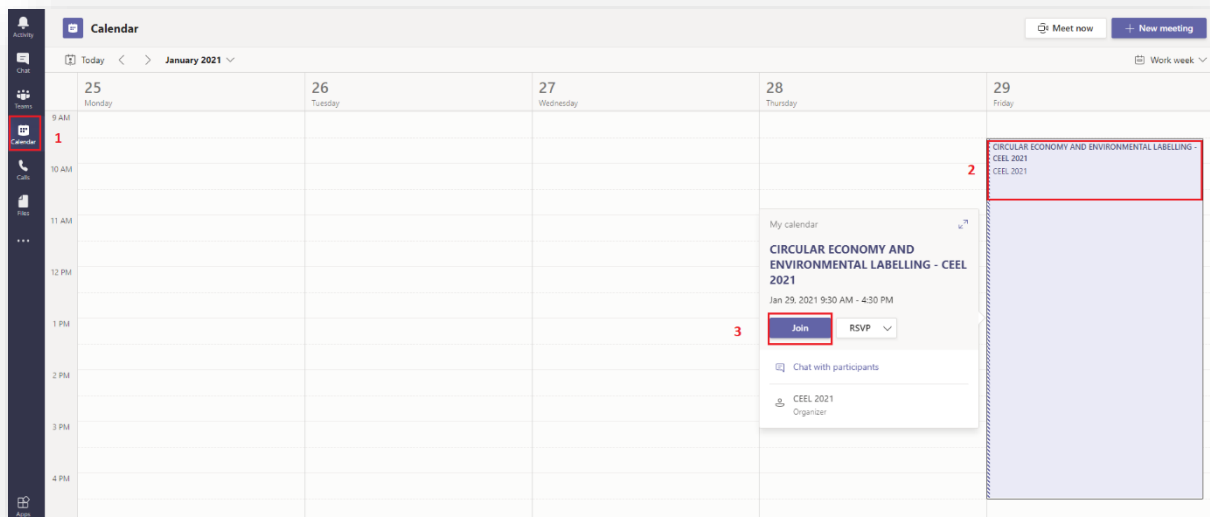 Activity
Chat
Teams
Calendar
Calls
Files
...
Apps
Calendar
Meet now
+ New meeting
Today
January 2021
Work week
25
Monday
26
Tuesday
27
Wednesday
28
Thursday
29
Friday
9 AM
10 AM
11 AM
12 PM
1 PM
2 PM
3 PM
4 PM
1
2
CIRCULAR ECONOMY AND ENVIRONMENTAL LABELLING -
CEEL 2021
CEEL 2021
My calendar
CIRCULAR ECONOMY AND
ENVIRONMENTAL LABELLING - CEEL
2021
Jan 29, 2021 9:30 AM - 4:30 PM
3
Join
RSVP
Chat with participants
CEEL 2021
Organizer